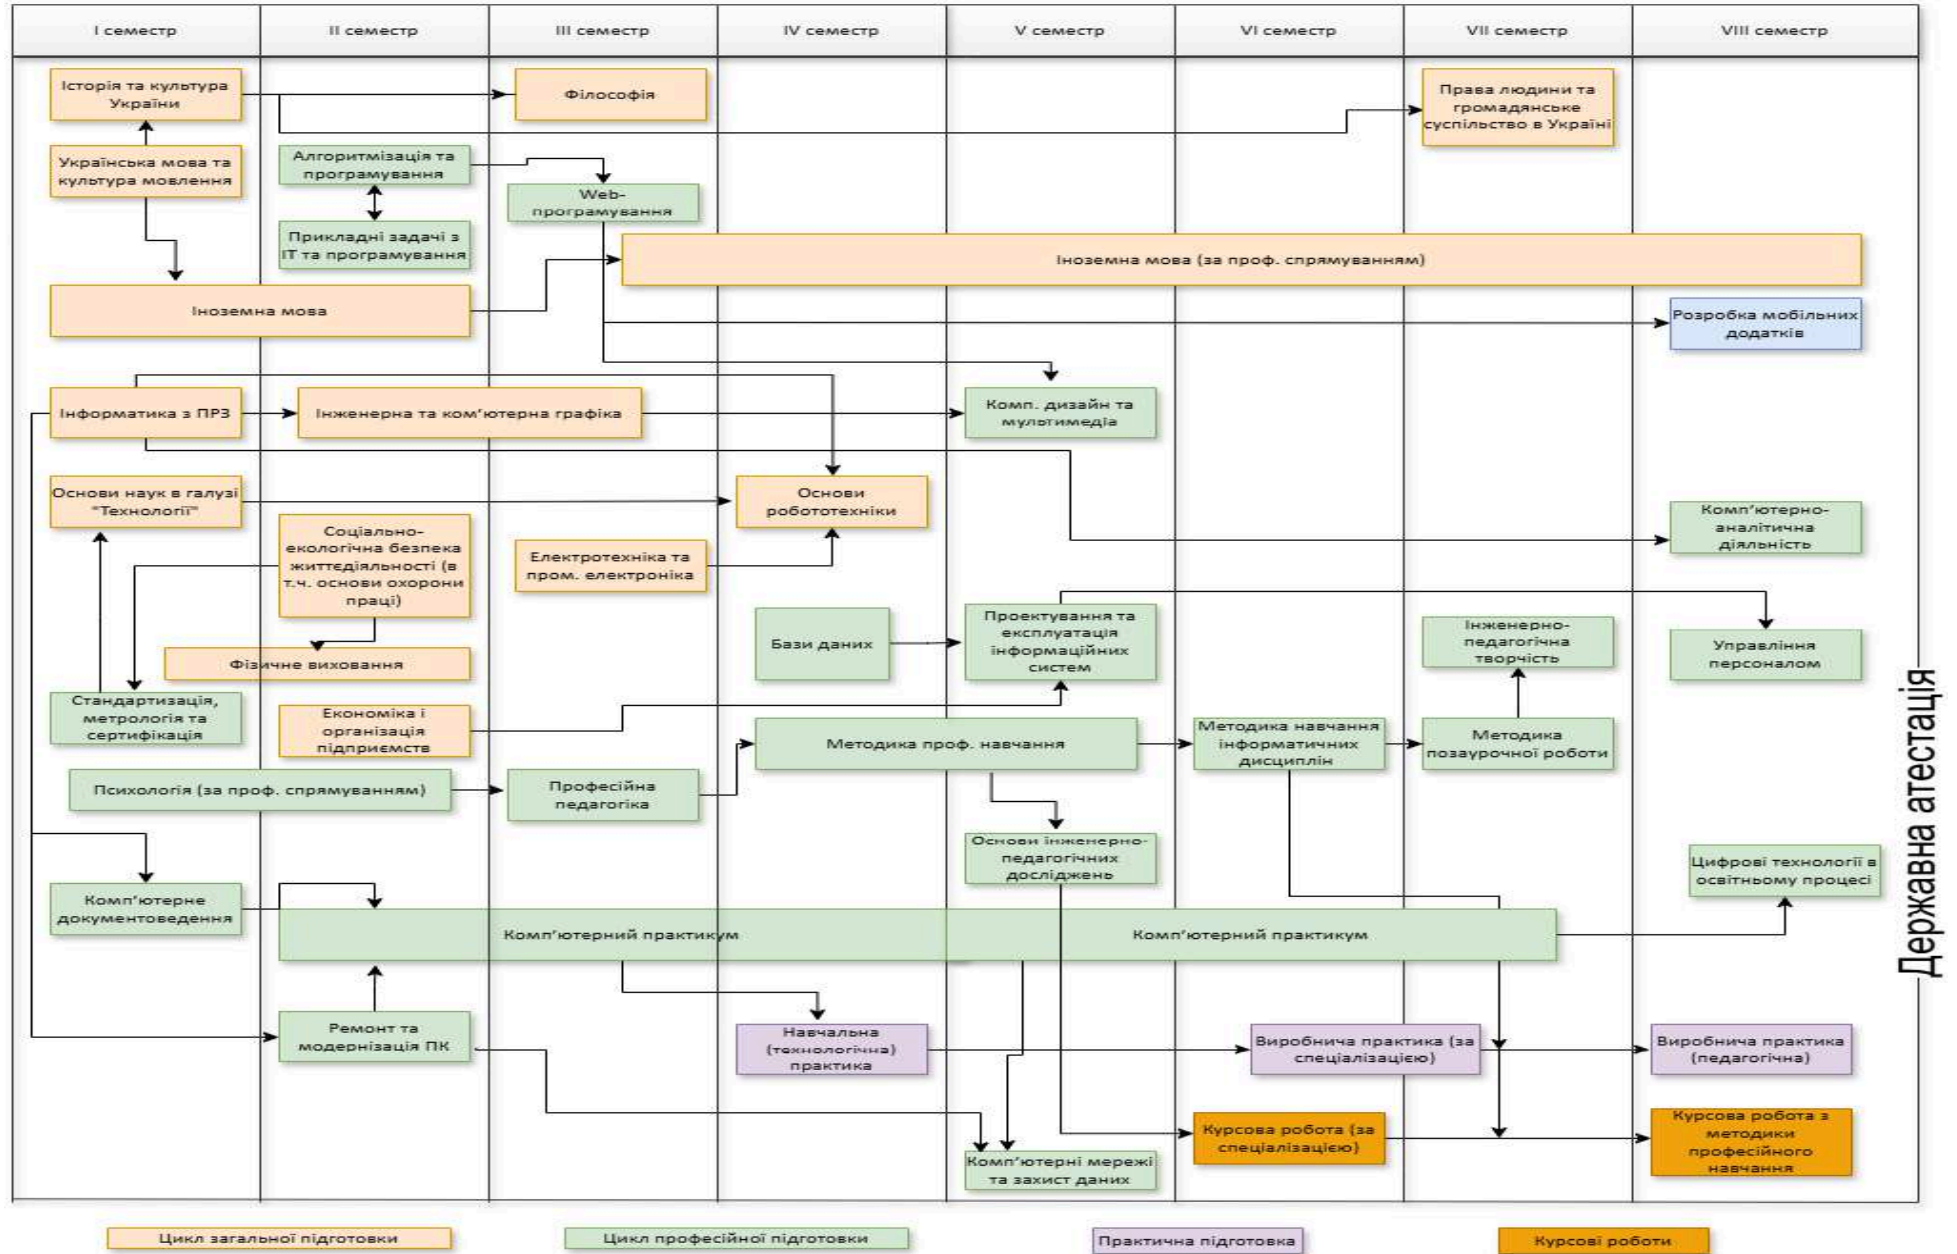 І семестр
ІІ семестр
ІІІ семестр
IV семестр
V семестр
VI семестр
VII семестр
VIII семестр
Історія та культура
України
Філософія
Права людини та
громадянське
суспільство в Україні
Українська мова та
культура мовлення
Алгоритмізація та
програмування
Web-
програмування
Прикладні задачі з
ІТ та програмування
Іноземна мова (за проф. спрямуванням)
Іноземна мова
Розробка мобільних
додатків
Інформатика з ПРЗ
Інженерна та ком'ютерна графіка
Комп. дизайн та
мультимедіа
Основи наук в галузі
"Технології"
Основи
робототехніки
Комп'ютерно-
аналітична
діяльність
Соціально-
екологічна безпека
життєдіяльності (в
т.ч. основи охорони
праці)
Електротехніка та
пром. електроніка
Бази даних
Проектування та
експлуатація
інформаційних
систем
Інженерно-
педагогічна
творчість
Управління
персоналом
Фізичне виховання
Стандартизація,
метрологія та
сертифікація
Економіка і
організація
підприємств
Методика проф. навчання
Методика навчання
інформатичних
дисциплін
Методика
позаурочної роботи
Психологія (за проф. спрямуванням)
Професійна
педагогіка
Основи інженерно-
педагогічних
досліджень
Цифрові технології в
освітньому процесі
Комп'ютерне
документоведення
Комп'ютерний практикум
Комп'ютерний практикум
Ремонт та
модернізація ПК
Навчальна
(технологічна)
практика
Виробнича практика (за
спеціалізацією)
Виробнича практика
(педагогічна)
Курсова робота (за
спеціалізацією)
Курсова робота з
методики
професійного
навчання
Комп'ютерні мережі
та захист даних
Державна атестація
Цикл загальної підготовки
Цикл професійної підготовки
Практична підготовка
Курсові роботи